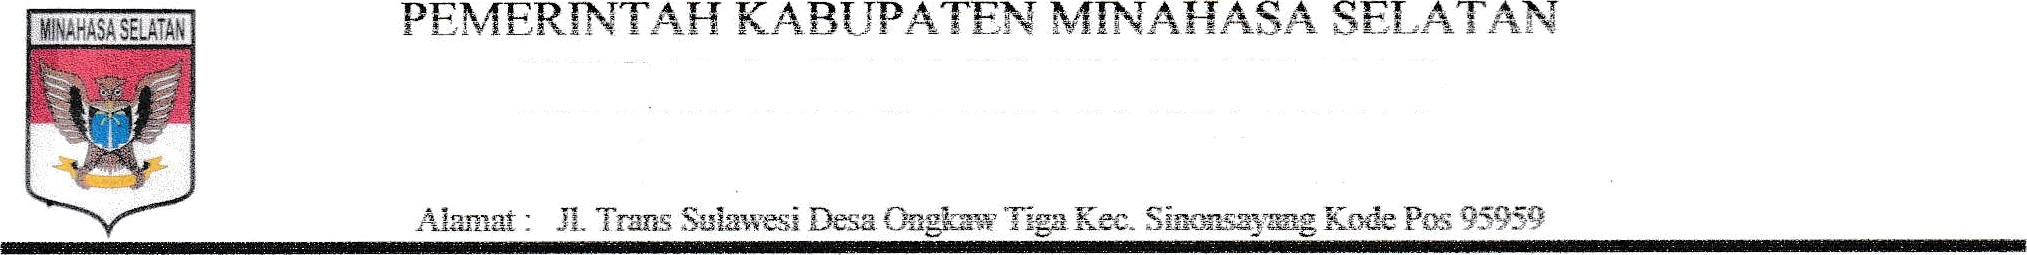 PEMERINTAH KABUPATEN MINAHASA SELATAN
MINAHASA SELATAN
Alamat : Jl. Trans Sulawesi Desa Ongkaw Tiga Kec. Sinonsayang Kode Pos 95959